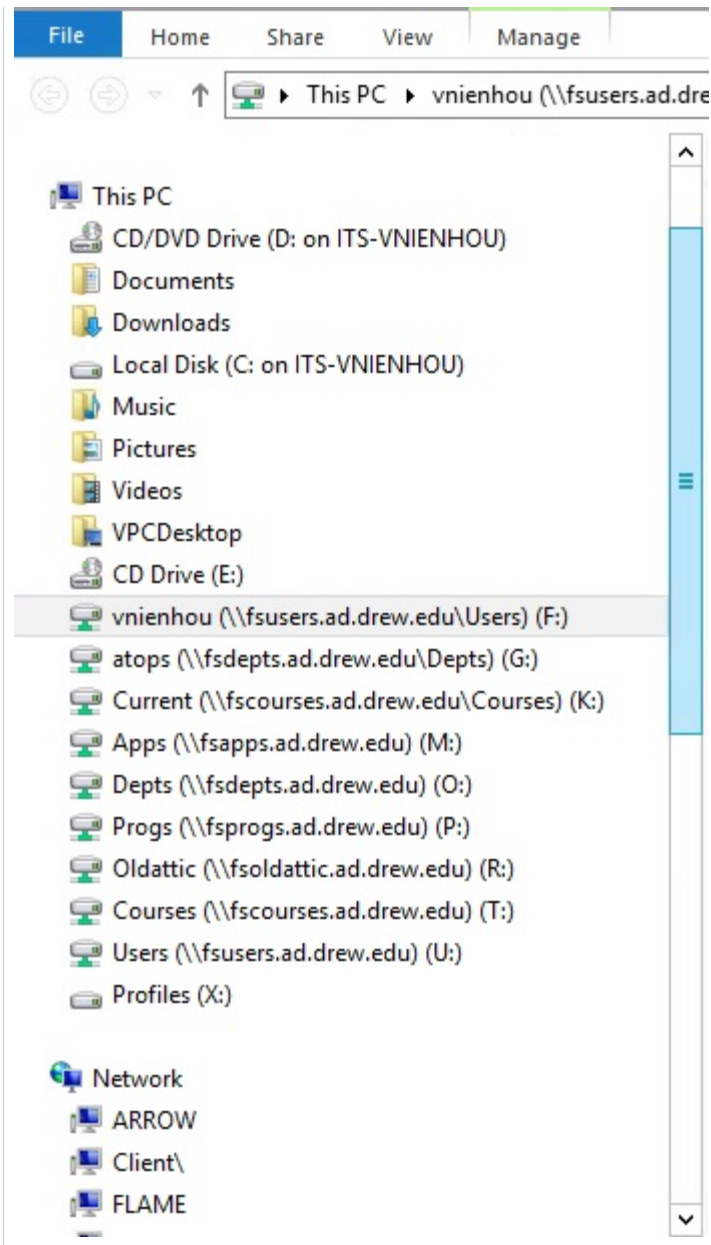 File Home Share View Manage
This PC vnienhou (\\fsusers.ad.dre
This PC
CD/DVD Drive (D: on ITS-VNIENHOU)
Documents
Downloads
Local Disk (C: on ITS-VNIENHOU)
Music
Pictures
Videos
VPCDesktop
CD Drive (E:)
vnienhou (\\fsusers.ad.drew.edu\Users) (F:)
atops (\\fsdepts.ad.drew.edu\Depts) (G:)
Current (\\fscourses.ad.drew.edu\Courses) (K:)
Apps (\\fsapps.ad.drew.edu) (M:)
Depts (\\fsdepts.ad.drew.edu) (O:)
Progs (\\fsprogs.ad.drew.edu) (P:)
Oldattic (\\fsoldattic.ad.drew.edu) (R:)
Courses (\\fscourses.ad.drew.edu) (T:)
Users (\\fsusers.ad.drew.edu) (U:)
Profiles (X:)
Network
ARROW
Client\
FLAME